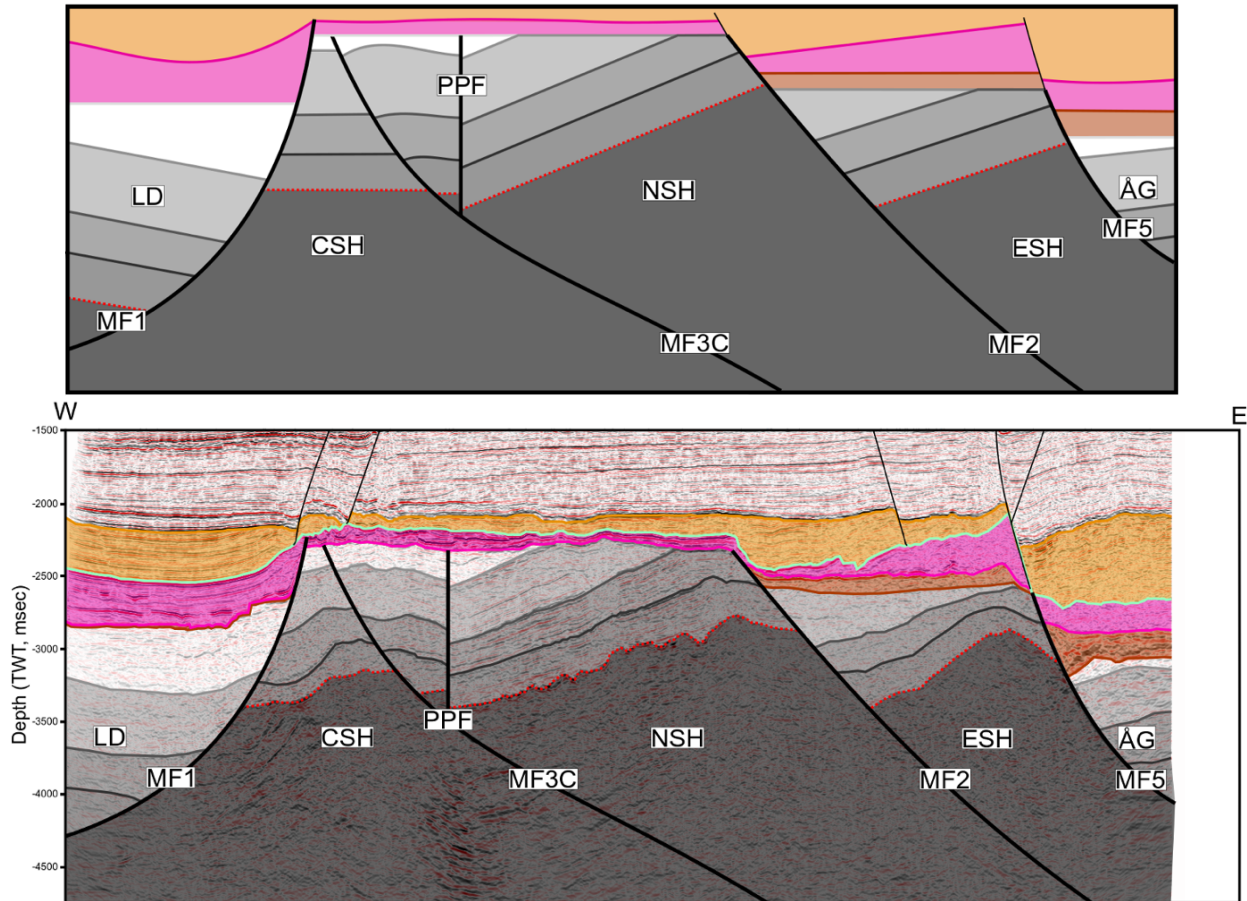 PPF
LD
NSH
ÅG
CSH
ESH
MF5
MF1
MF3C
MF2
W
E
-1500
-2000
-2500
-3000
-3500
-4000
-4500
Depth (TWT, msec)
PPF
LD
CSH
NSH
ESH
ÅG
MF1
MF3C
MF2
MF5